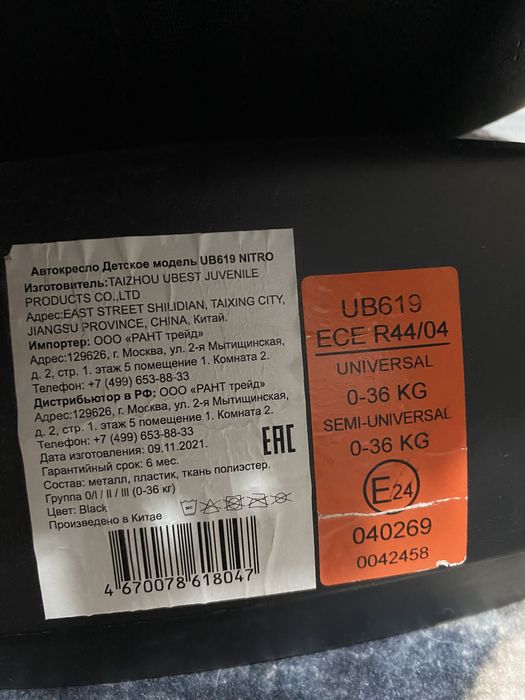 Автокресло Детское модель UB619 NITRO
Изготовитель:TAIZHOU UBEST JUVENILE
PRODUCTS CO.,LTD
Адрес:EAST STREET SHILIDIAN, TAIXING CITY,
JIANGSU PROVINCE, CHINA, Китай.
Импортер: ООО «РАНТ трейд»
Адрес:129626, г. Москва, ул. 2-я Мытищинская,
д. 2, стр. 1. этаж 5 помещение 1. Комната 2.
Телефон: +7 (499) 653-88-33
Дистрибьютор в РФ: ООО «РАНТ трейд»
Адрес:129626, г. Москва, ул. 2-я Мытищинская,
д. 2, стр. 1. этаж 5 помещение 1. Комната 2.
Телефон: +7 (499) 653-88-33
Дата изготовления: 09.11.2021.
Гарантийный срок: 6 мес.
Состав: металл, пластик, ткань полиэстер.
Группа 0/I / II / III (0-36 кг)
Цвет: Black
Произведено в Китае
EAC
4 670078 618047
UB619
ECE R44/04
UNIVERSAL
0-36 KG
SEMI-UNIVERSAL
0-36 KG
E24
040269
0042458